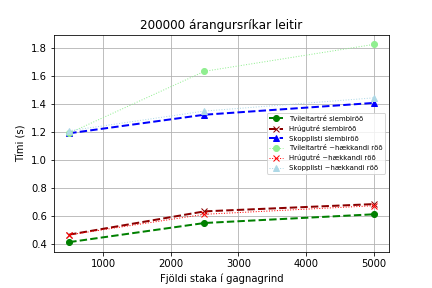 200000 árangursríkar leitir
1.8
1.6
1.4
1.2
1.0
0.8
0.6
0.4
Tími (s)
Tvíleitartré slembiröð
Hrúgutré slembiröð
Skopplisti slembiröð
Tvíleitartré ~hækkandi röð
Hrúgutré ~hækkandi röð
Skopplisti ~hækkandi röð
1000 2000 3000 4000 5000
Fjöldi staka í gagnagrind